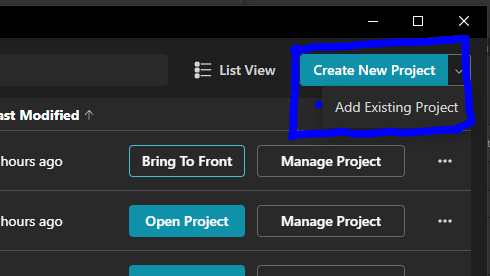 List View
Create New Project
Add Existing Project
ast Modified
hours ago
Bring To Front
Manage Project
hours ago
Open Project
Manage Project